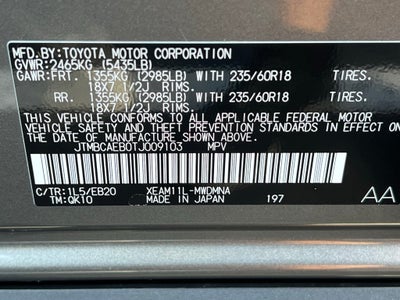 MFD.BY:TOYOTA MOTOR CORPORATION
GVWR:2465KG (5435LB)
GAWR:FRT. 1355KG (2985LB) WITH 235/60R18 TIRES.
18X7 1/2J RIMS.
RR. 1355KG (2985LB) WITH 235/60R18 TIRES.
18X7 1/2J RIMS.
THIS VEHICLE CONFORMS TO ALL APPLICABLE FEDERAL MOTOR
VEHICLE SAFETY AND THEFT PREVENTION STANDARDS IN EFFECT ON
THE DATE OF MANUFACTURE SHOWN ABOVE.
JTMBCAEB0TJ009103 MPV
C/TR:1L5/EB20 XEAM11L-MWDMNA
TM:QK10 MADE IN JAPAN 197
AA